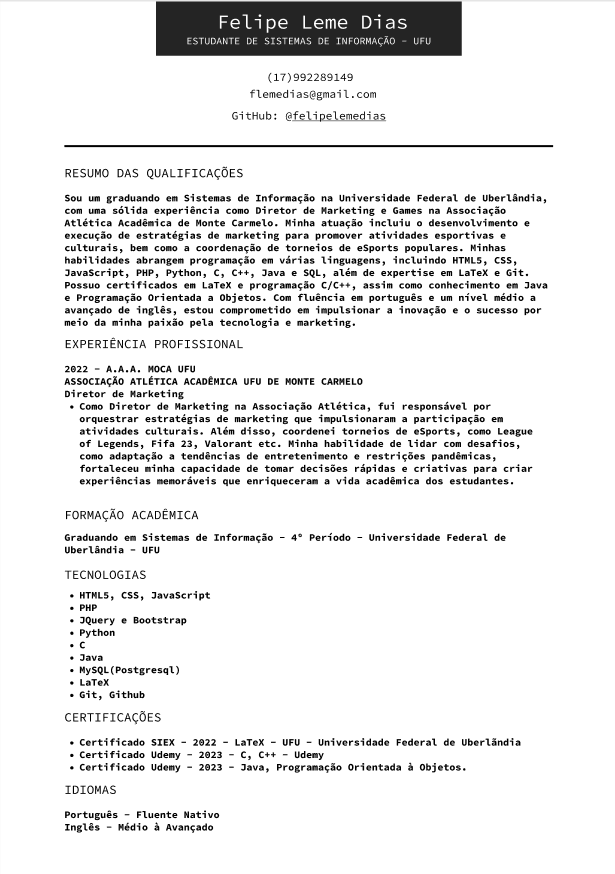 Felipe Leme Dias
ESTUDANTE DE SISTEMAS DE INFORMAÇÃO - UFU
(17)992289149
flemedias@gmail.com
GitHub: @felipelemedias
RESUMO DAS QUALIFICAÇÕES
Sou um graduando em Sistemas de Informação na Universidade Federal de Uberlândia,
com uma sólida experiência como Diretor de Marketing e Games na Associação
Atlética Acadêmica de Monte Carmelo. Minha atuação incluiu o desenvolvimento e
execução de estratégias de marketing para promover atividades esportivas e
culturais, bem como a coordenação de torneios de eSports populares. Minhas
habilidades abrangem programação em várias linguagens, incluindo HTML5, CSS,
JavaScript, PHP, Python, C, C++, Java e SQL, além de expertise em LaTeX e Git.
Possuo certificados em LaTeX e programação C/C++, assim como conhecimento em Java
e Programação Orientada a Objetos. Com fluência em português e um nível médio a
avançado de inglês, estou comprometido em impulsionar a inovação e o sucesso por
meio da minha paixão pela tecnologia e marketing.
EXPERIÊNCIA PROFISSIONAL
2022 - A.A.A. MOCA UFU
ASSOCIAÇÃO ATLÉTICA ACADÊMICA UFU DE MONTE CARMELO
Diretor de Marketing
• Como Diretor de Marketing na Associação Atlética, fui responsável por
orquestrar estratégias de marketing que impulsionaram a participação em
atividades culturais. Além disso, coordenei torneios de eSports, como League
of Legends, Fifa 23, Valorant etc. Minha habilidade de lidar com desafios,
como adaptação a tendências de entretenimento e restrições pandêmicas,
fortaleceu minha capacidade de tomar decisões rápidas e criativas para criar
experiências memoráveis que enriqueceram a vida acadêmica dos estudantes.
FORMAÇÃO ACADÊMICA
Graduando em Sistemas de Informação - 4º Período - Universidade Federal de
Uberlândia - UFU
TECNOLOGIAS
• HTML5, CSS, JavaScript
• PHP
• JQuery e Bootstrap
• Python
• C
• Java
• MySQL(Postgresql)
• LaTeX
• Git, Github
CERTIFICAÇÕES
• Certificado SIEX - 2022 - LaTeX - UFU - Universidade Federal de Uberlãndia
• Certificado Udemy - 2023 - C, C++ - Udemy
• Certificado Udemy - 2023 - Java, Programação Orientada à Objetos.
IDIOMAS
Português - Fluente Nativo
Inglês - Médio à Avançado